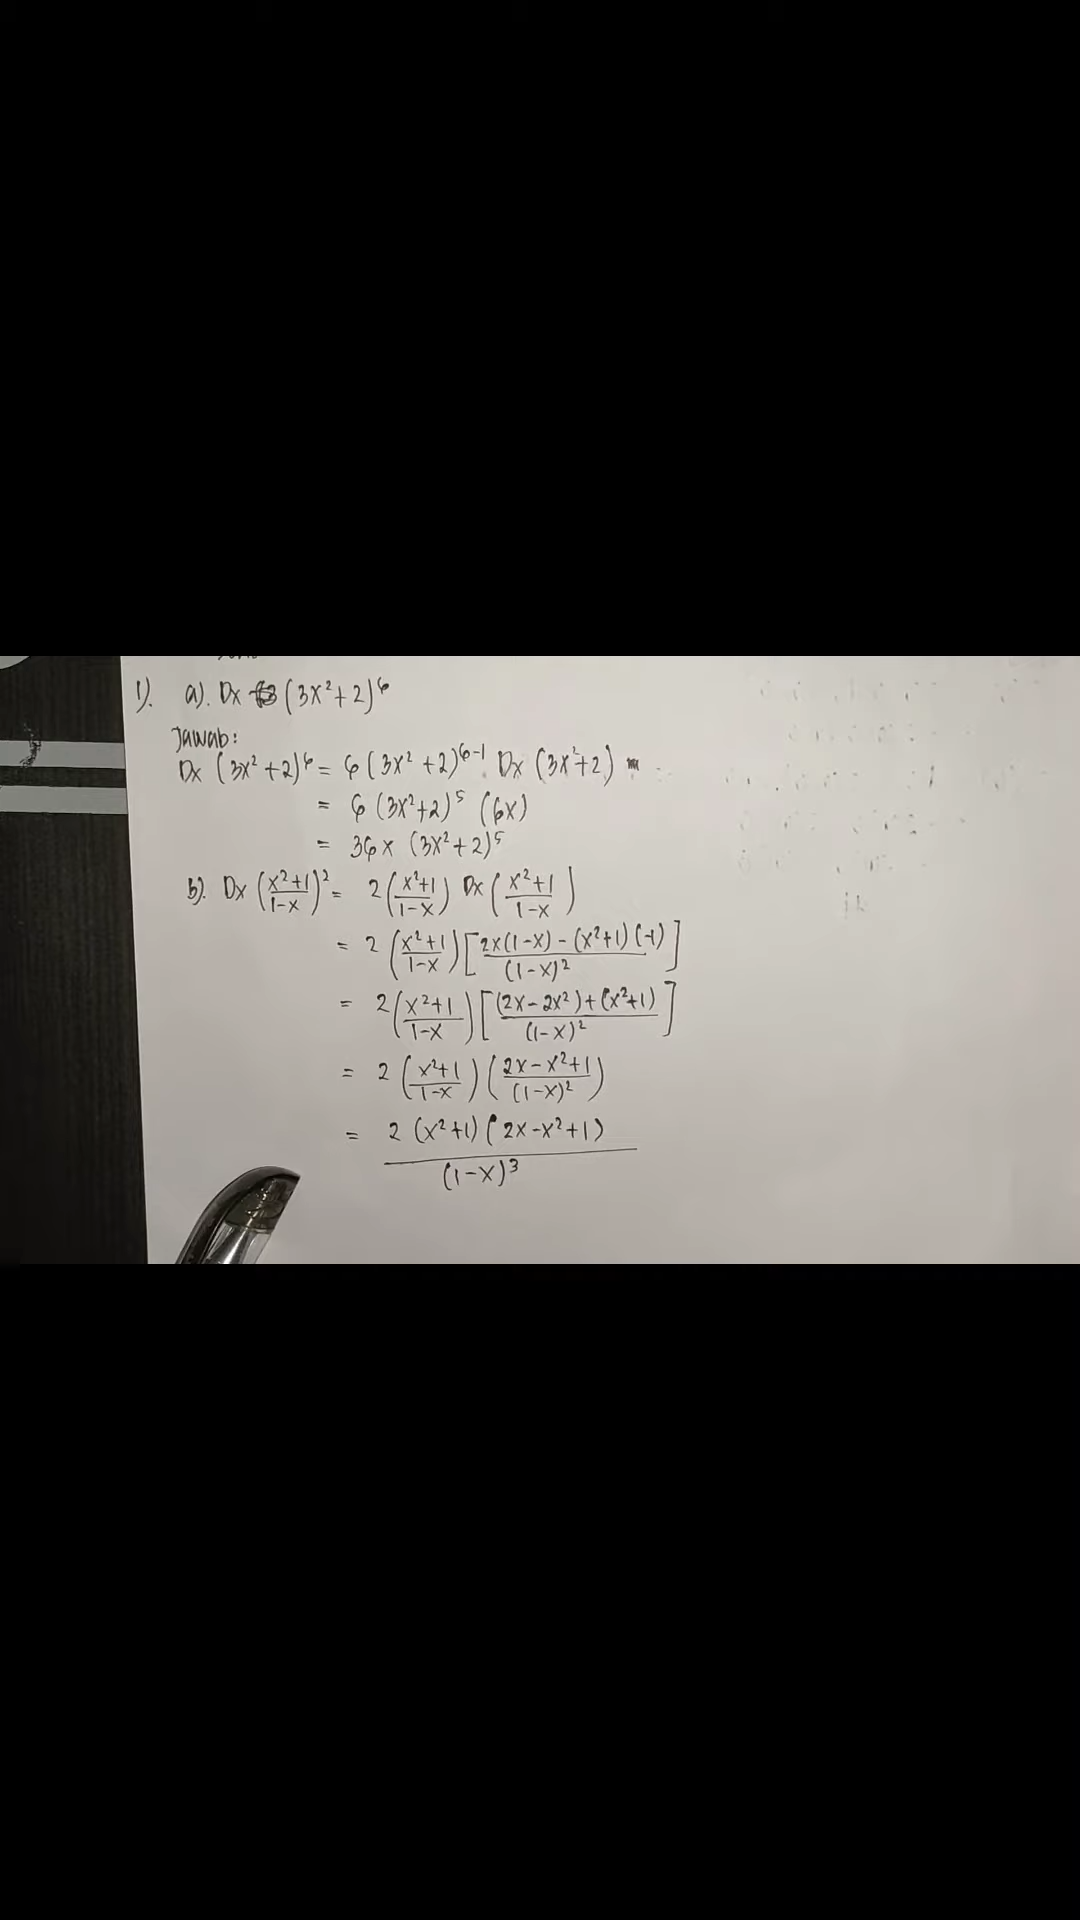 1). a). Dx (3x²+2)⁶
Jawab:
Dx (3x²+2)⁶ = 6 (3x²+2)⁶⁻¹ . Dx (3x²+2)
= 6 (3x²+2)⁵ (6x)
= 36x (3x²+2)⁵
b). Dx ((x²+1)/(1-x))² = 2 ((x²+1)/(1-x)) Dx ((x²+1)/(1-x))
= 2 ((x²+1)/(1-x)) [(2x(1-x) - (x²+1)(-1))/(1-x)²]
= 2 ((x²+1)/(1-x)) [((2x-2x²)+(x²+1))/(1-x)²]
= 2 ((x²+1)/(1-x)) ((2x-x²+1)/(1-x)²)
= 2 (x²+1) (2x-x²+1) / (1-x)³